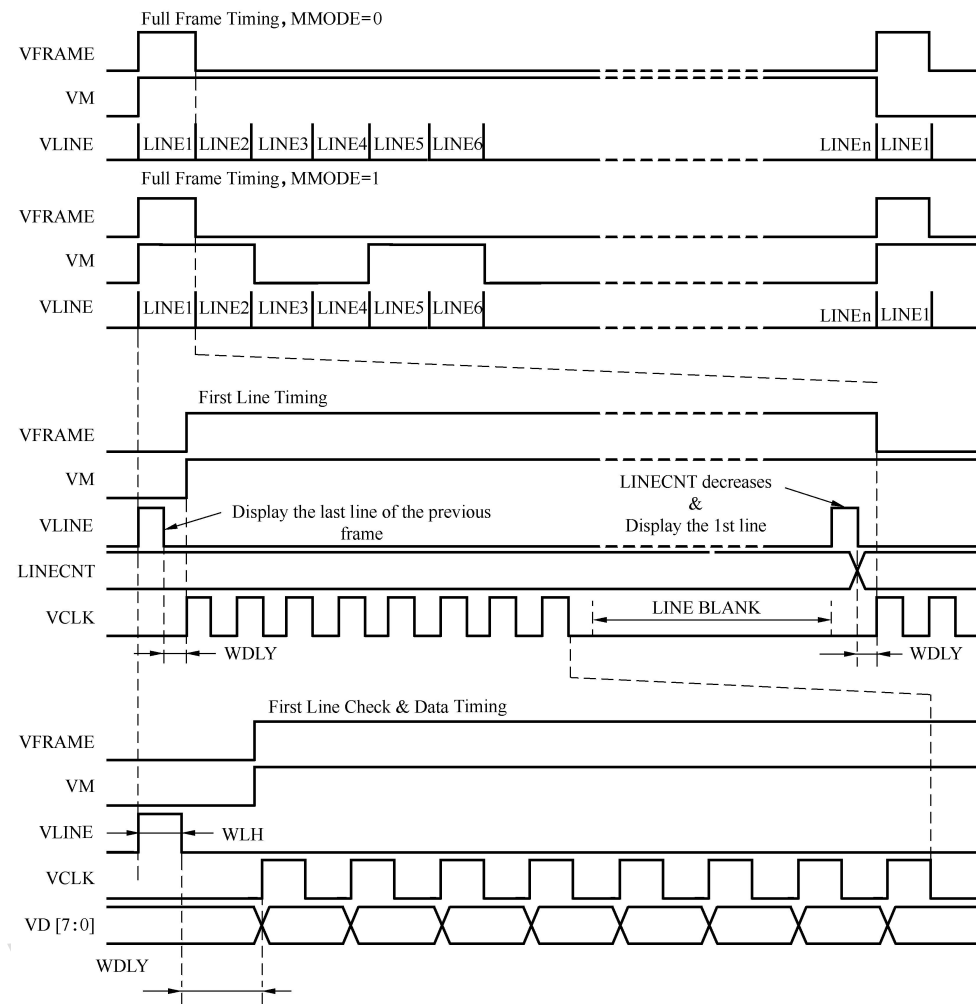 Full Frame Timing, MMODE=0
VFRAME
VM
VLINE LINE1 LINE2 LINE3 LINE4 LINE5 LINE6 LINEn LINE1
Full Frame Timing, MMODE=1
VFRAME
VM
VLINE LINE1 LINE2 LINE3 LINE4 LINE5 LINE6 LINEn LINE1
First Line Timing
VFRAME
VM
LINECNT decreases
&
Display the 1st line
VLINE
Display the last line of the previous
frame
LINECNT
VCLK
LINE BLANK
WDLY
WDLY
First Line Check & Data Timing
VFRAME
VM
VLINE
WLH
VCLK
VD [7:0]
WDLY